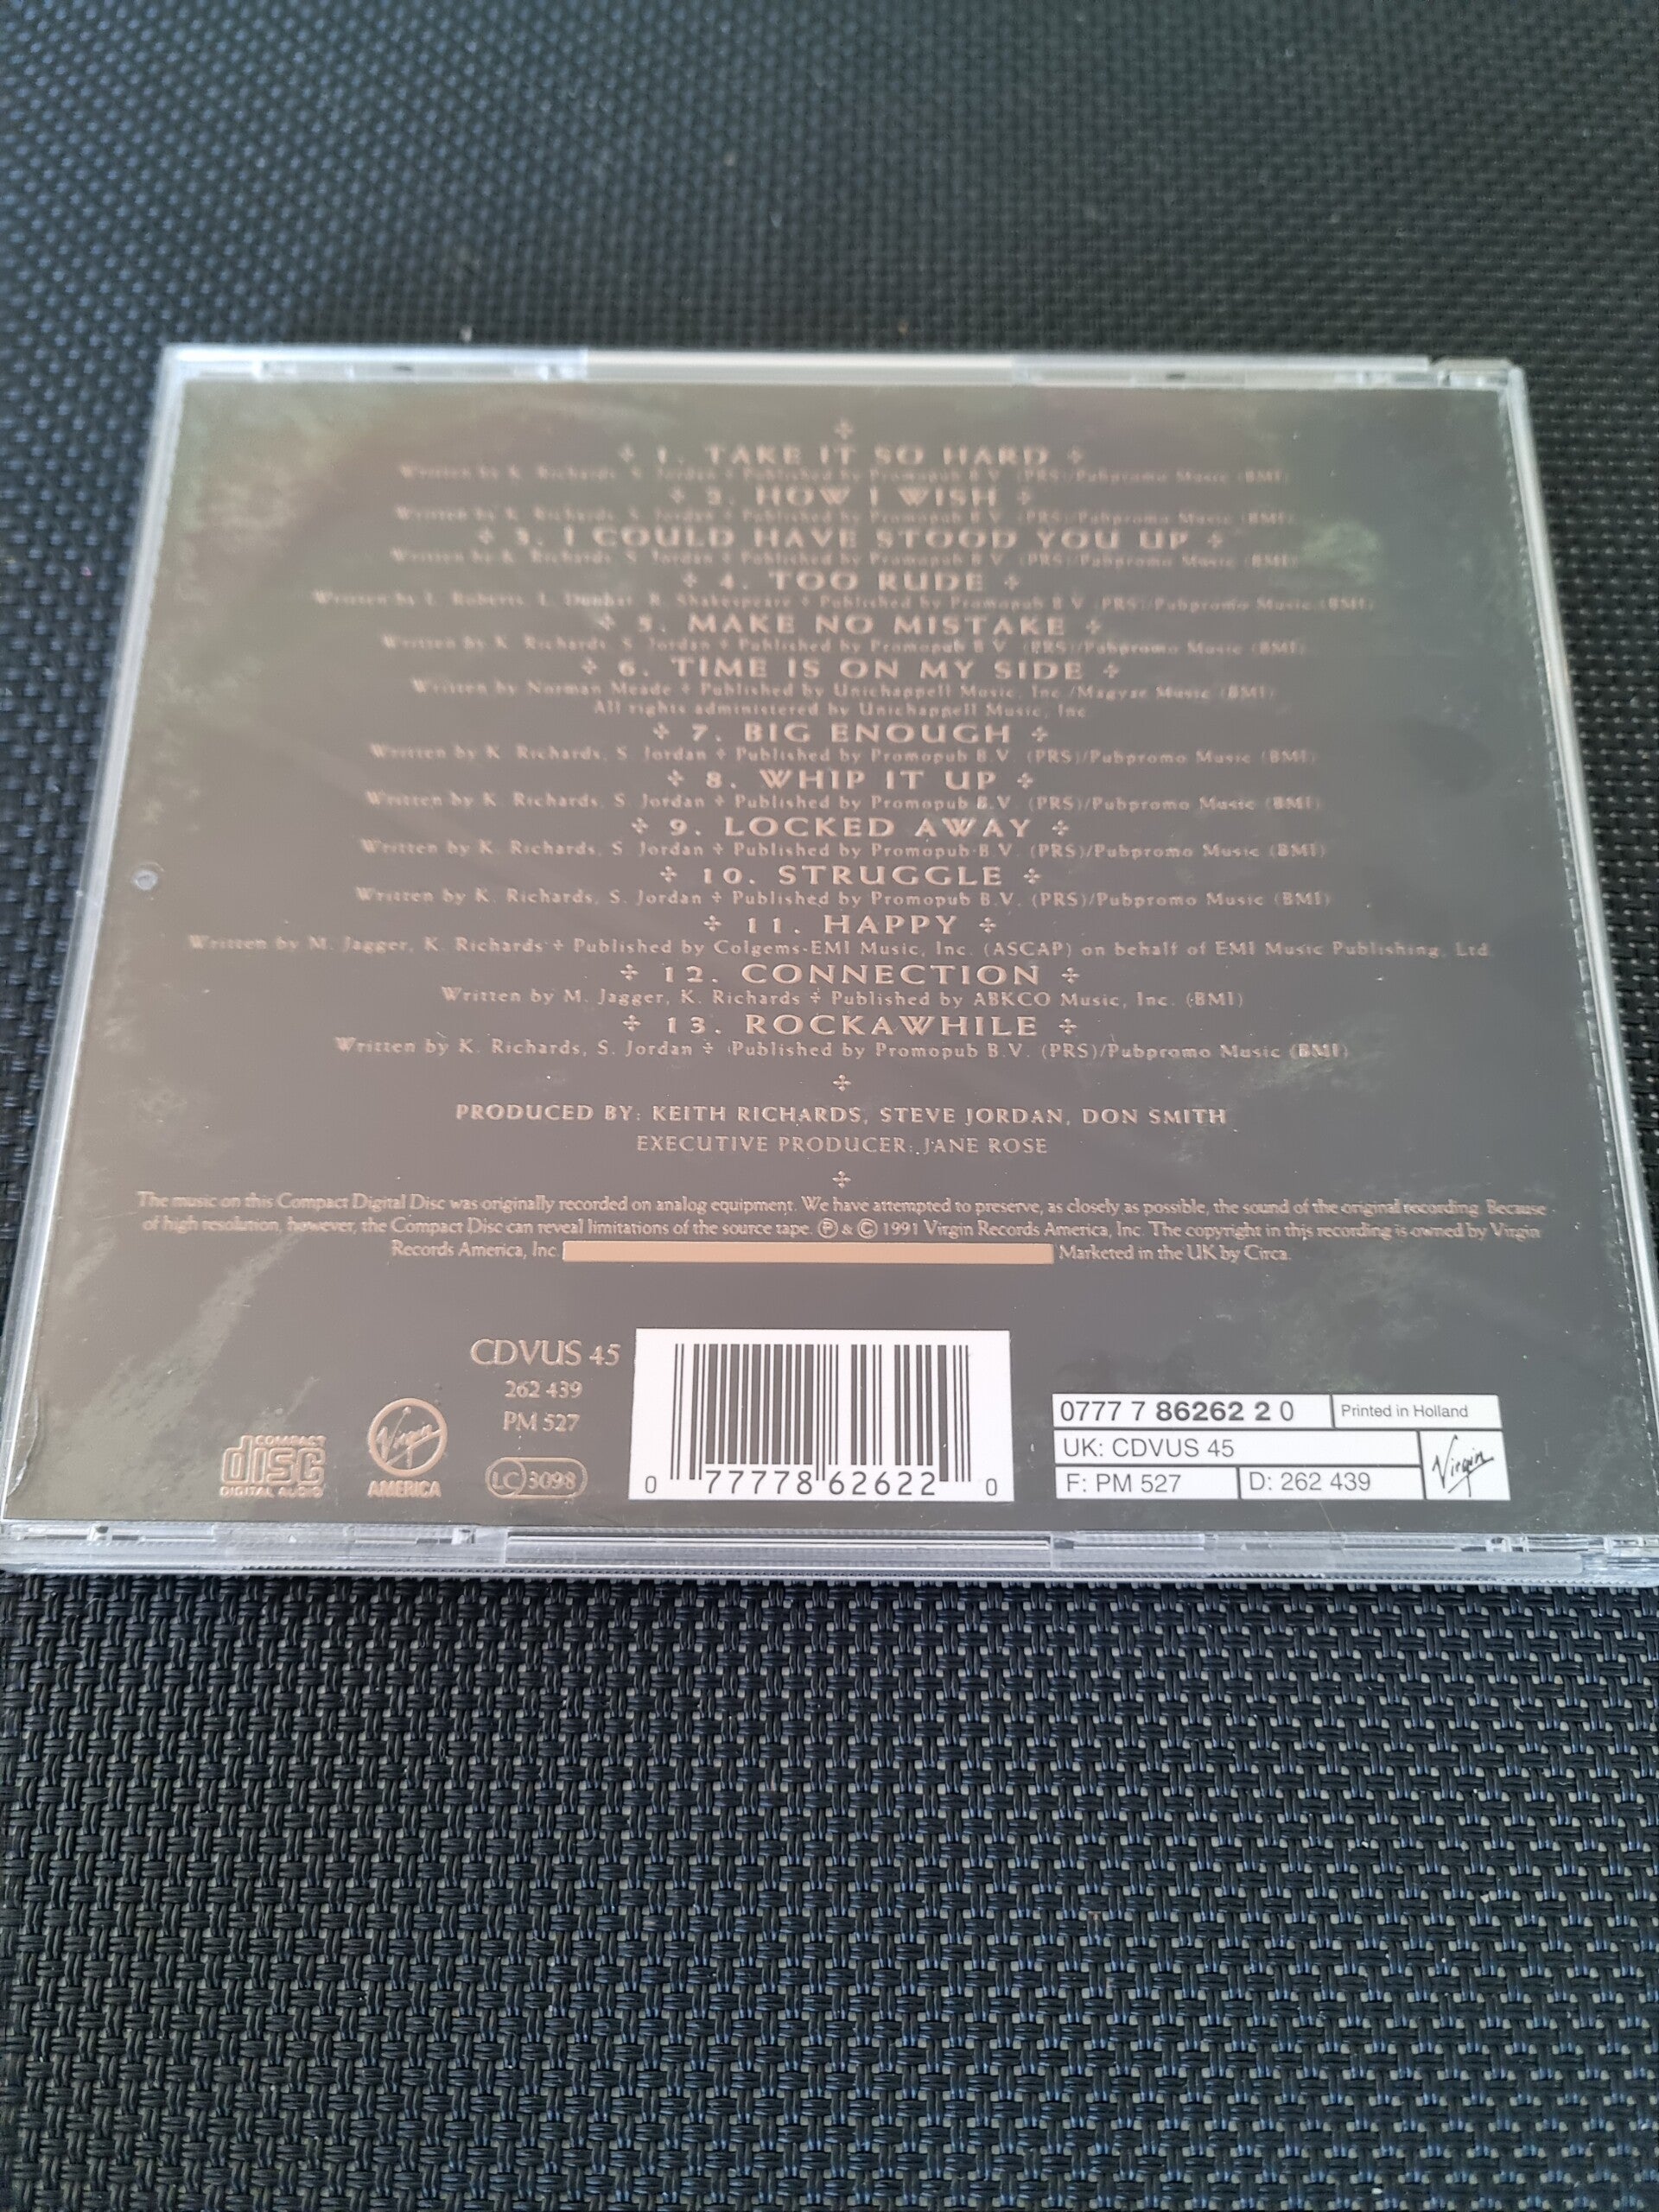 1. TAKE IT SO HARD
Written by K. Richards, S. Jordan Published by Promopub B.V. (PRS)/Pubpromo Music (BMI)
2. HOW I WISH
Written by K. Richards, S. Jordan Published by Promopub B.V. (PRS)/Pubpromo Music (BMI)
3. I COULD HAVE STOOD YOU UP
Written by K. Richards, S. Jordan Published by Promopub B.V. (PRS)/Pubpromo Music (BMI)
4. TOO RUDE
Written by L. Roberts, L. Dunbar, R. Shakespeare Published by Promopub B.V. (PRS)/Pubpromo Music (BMI)
5. MAKE NO MISTAKE
Written by K. Richards, S. Jordan Published by Promopub B.V. (PRS)/Pubpromo Music (BMI)
6. TIME IS ON MY SIDE
Written by Norman Meade Published by Unichappell Music, Inc./Magyar Music (BMI)
All rights administered by Unichappell Music, Inc
7. BIG ENOUGH
Written by K. Richards, S. Jordan Published by Promopub B.V. (PRS)/Pubpromo Music (BMI)
8. WHIP IT UP
Written by K. Richards, S. Jordan Published by Promopub B.V. (PRS)/Pubpromo Music (BMI)
9. LOCKED AWAY
Written by K. Richards, S. Jordan Published by Promopub B.V. (PRS)/Pubpromo Music (BMI)
10. STRUGGLE
Written by K. Richards, S. Jordan Published by Promopub B.V. (PRS)/Pubpromo Music (BMI)
11. HAPPY
Written by M. Jagger, K. Richards Published by Colgems-EMI Music, Inc. (ASCAP) on behalf of EMI Music Publishing, Ltd.
12. CONNECTION
Written by M. Jagger, K. Richards Published by ABKCO Music, Inc. (BMI)
13. ROCKAWHILE
Written by K. Richards, S. Jordan Published by Promopub B.V. (PRS)/Pubpromo Music (BMI)
PRODUCED BY: KEITH RICHARDS, STEVE JORDAN, DON SMITH
EXECUTIVE PRODUCER: JANE ROSE
The music on this Compact Digital Disc was originally recorded on analog equipment. We have attempted to preserve, as closely as possible, the sound of the original recording. Because
of high resolution, however, the Compact Disc can reveal limitations of the source tape. ℗ & © 1991 Virgin Records America, Inc. The copyright in this recording is owned by Virgin
Records America, Inc. Marketed in the UK by Circa.
CDVUS 45
262 439
PM 527
LC 3098
COMPACT
disc
DIGITAL AUDIO
Virgin
AMERICA
0 77778 62622 0
0777 7 86262 2 0
Printed in Holland
UK: CDVUS 45
F: PM 527
D: 262 439
Virgin